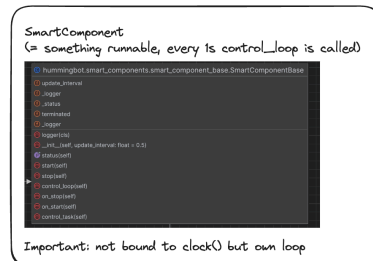 SmartComponent
(= something runnable, every 1s control_loop is called)
hummingbot.smart_components.smart_component_base.SmartComponentBase
update_interval
_logger
_status
terminated
_logger
logger(cls)
__init__(self, update_interval: float = 0.5)
status(self)
start(self)
stop(self)
control_loop(self)
on_stop(self)
on_start(self)
control_task(self)
Important: not bound to clock() but own loop